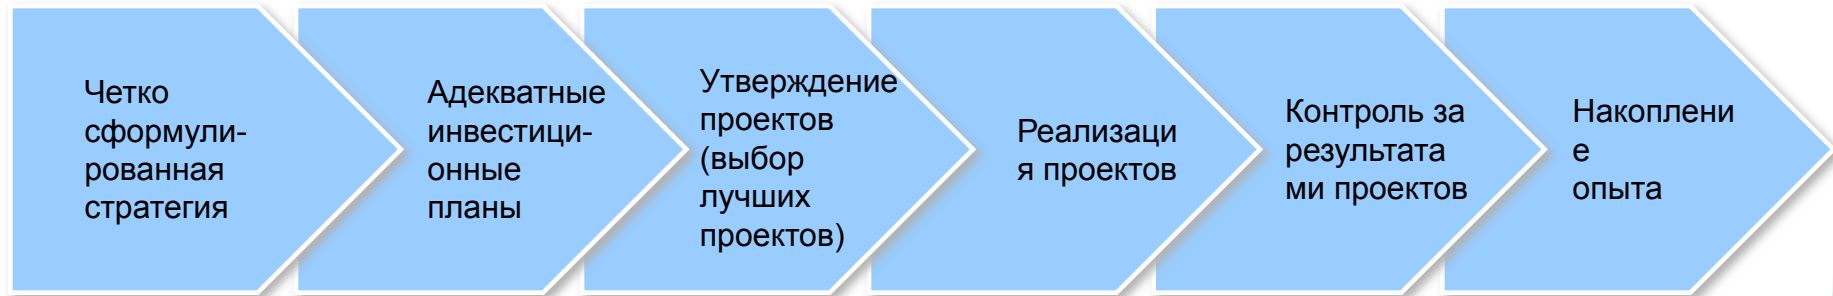 Четко
сформули-
рованная
стратегия
Адекватные
инвестици-
онные
планы
Утверждение
проектов
(выбор
лучших
проектов)
Реализаци
я проектов
Контроль за
результата
ми проектов
Накоплени
е
опыта